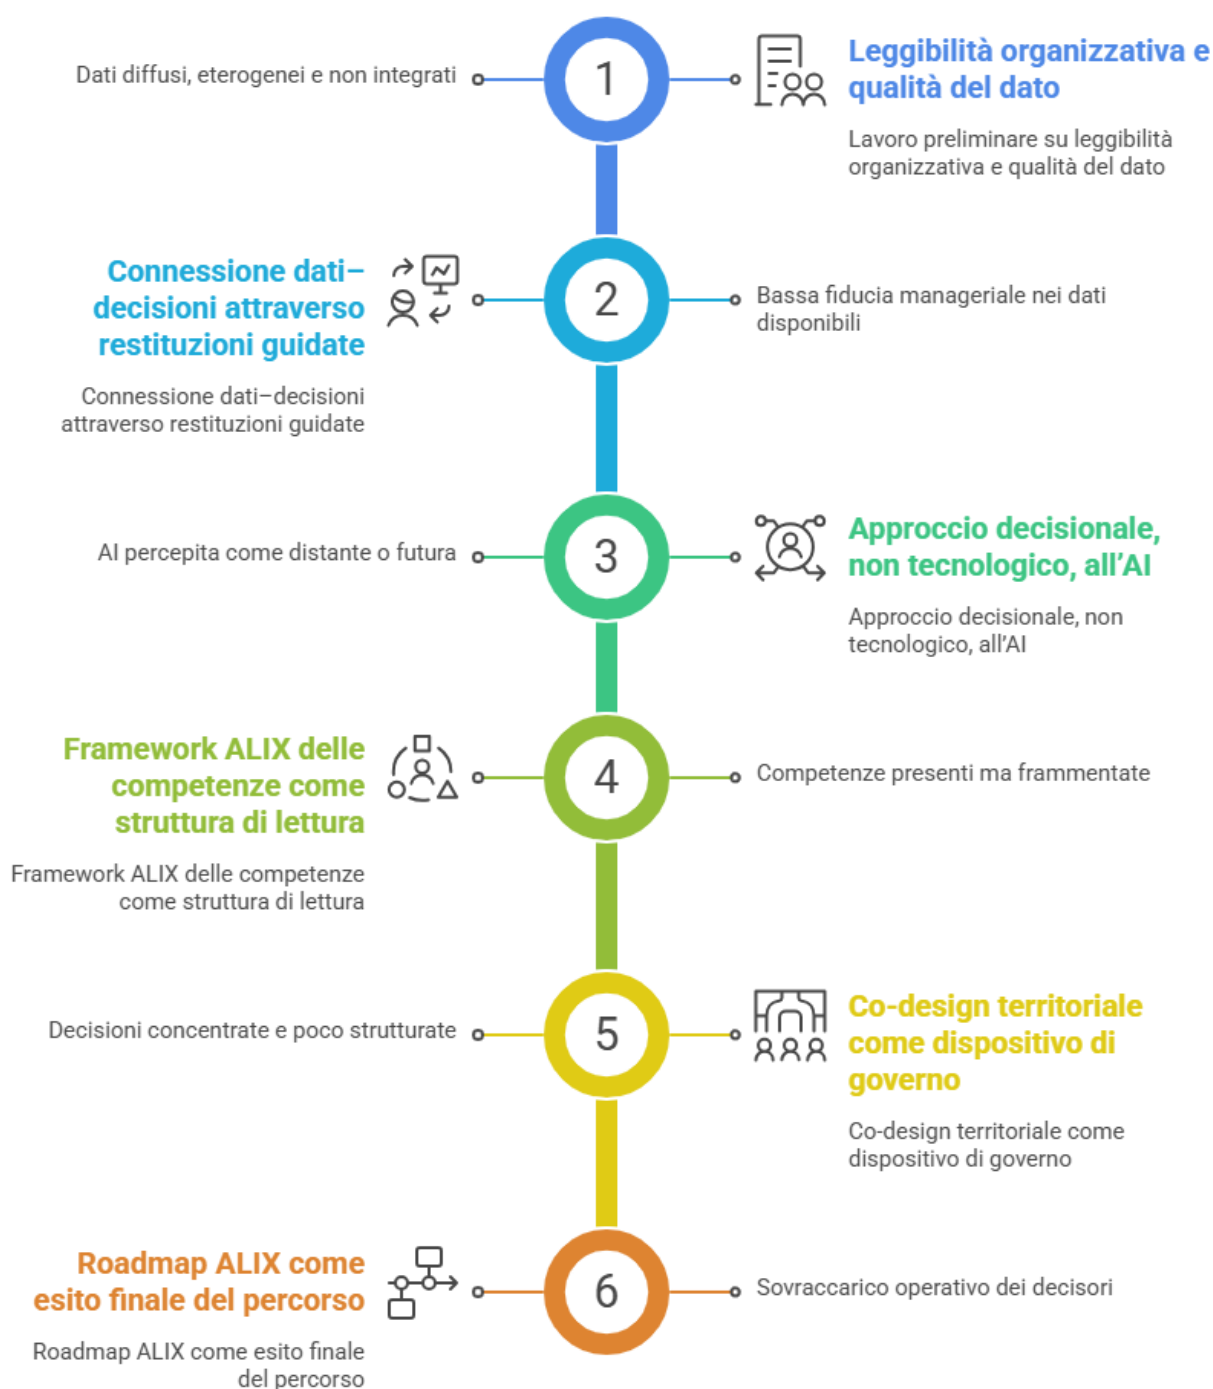 Dati diffusi, eterogenei e non integrati
1
Leggibilità organizzativa e
qualità del dato
Lavoro preliminare su leggibilità
organizzativa e qualità del dato
Connessione dati–
decisioni attraverso
restituzioni guidate
Connessione dati–decisioni
attraverso restituzioni guidate
2
Bassa fiducia manageriale nei dati
disponibili
AI percepita come distante o futura
3
Approccio decisionale,
non tecnologico, all’AI
Approccio decisionale, non
tecnologico, all’AI
Framework ALIX delle
competenze come
struttura di lettura
Framework ALIX delle competenze
come struttura di lettura
4
Competenze presenti ma frammentate
Decisioni concentrate e poco strutturate
5
Co-design territoriale
come dispositivo di
governo
Co-design territoriale come
dispositivo di governo
Roadmap ALIX come
esito finale del percorso
Roadmap ALIX come esito finale
del percorso
6
Sovraccarico operativo dei decisori